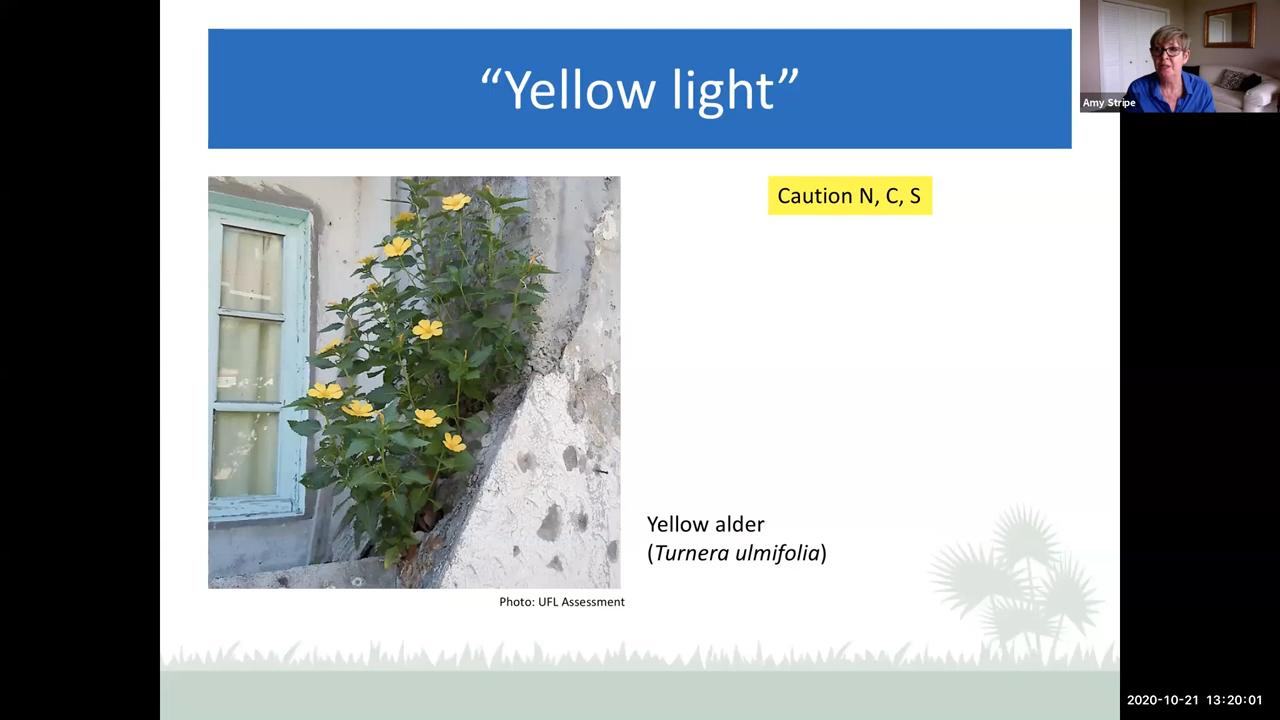 “Yellow light”
Amy Stripe
Caution N, C, S
Yellow alder
(Turnera ulmifolia)
Photo: UFL Assessment
2020-10-21 13:20:01